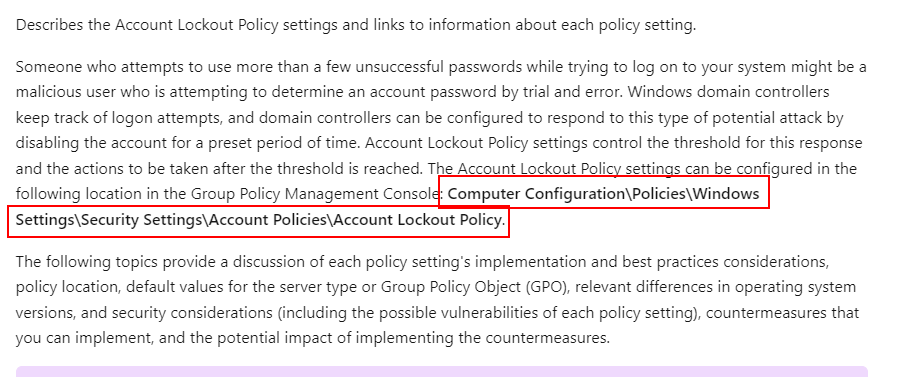 Describes the Account Lockout Policy settings and links to information about each policy setting.
Someone who attempts to use more than a few unsuccessful passwords while trying to log on to your system might be a
malicious user who is attempting to determine an account password by trial and error. Windows domain controllers
keep track of logon attempts, and domain controllers can be configured to respond to this type of potential attack by
disabling the account for a preset period of time. Account Lockout Policy settings control the threshold for this response
and the actions to be taken after the threshold is reached. The Account Lockout Policy settings can be configured in the
following location in the Group Policy Management Console: Computer Configuration\Policies\Windows
Settings\Security Settings\Account Policies\Account Lockout Policy.
The following topics provide a discussion of each policy setting's implementation and best practices considerations,
policy location, default values for the server type or Group Policy Object (GPO), relevant differences in operating system
versions, and security considerations (including the possible vulnerabilities of each policy setting), countermeasures that
you can implement, and the potential impact of implementing the countermeasures.